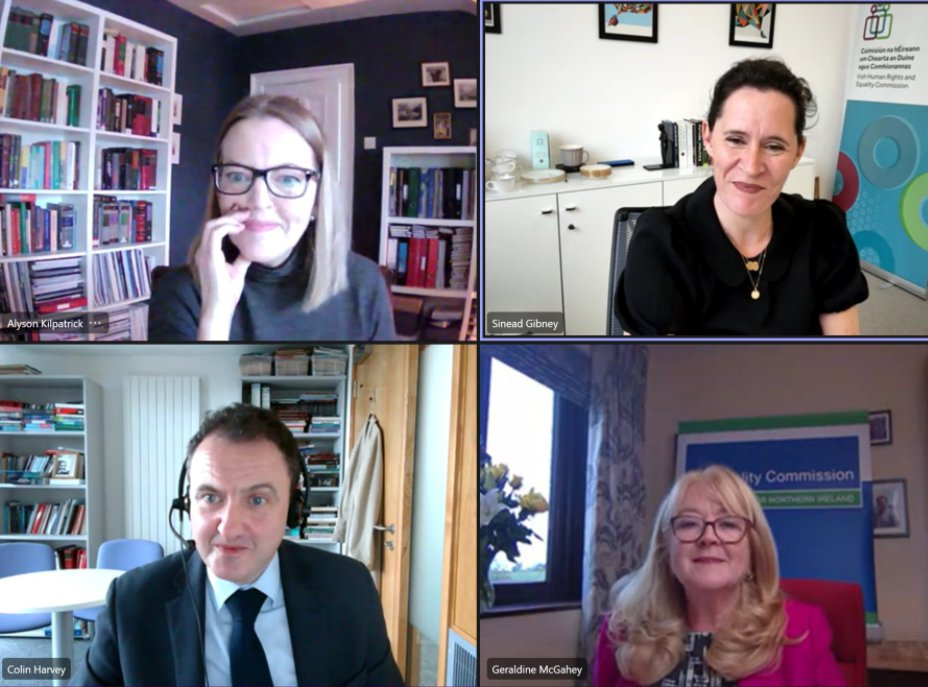 Coimisiún na hÉireann
um Chearta an Duine
agus Comhionannas
Irish Human Rights and
Equality Commission
Alyson Kilpatrick
Sinead Gibney
ality Commission
NORTHERN IRELAND
Colin Harvey
Geraldine McGahey